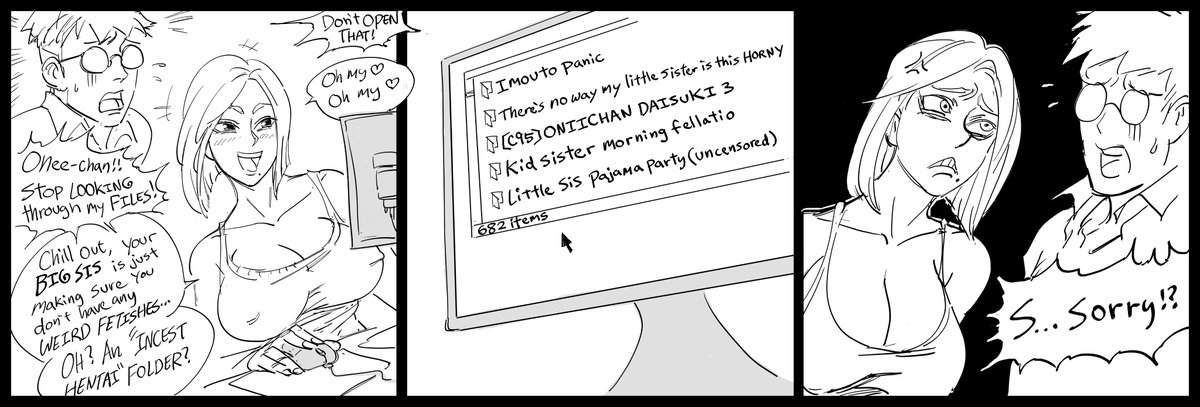 Don't OPEN
THAT!
Oh my ♡
Oh my ♡
Onee-chan!!
Stop LOOKING
through my FILES!
Chill out, your
BIG SIS is just
making sure you
don't have any
WEIRD FETISHES...
OH? An "INCEST
HENTAI" FOLDER?
Imouto Panic
There's no way my little sister is this HORNY
[C95] ONIICHAN DAISUKI 3
Kid sister morning fellatio
Little sis Pajama Party (uncensored)
682 items
S... Sorry!?